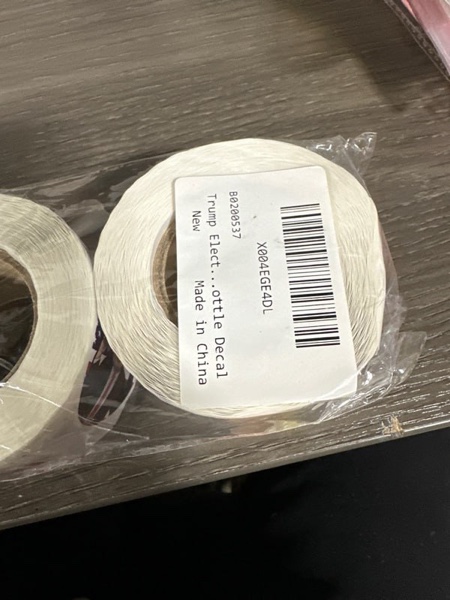 X004EGE4DL
B0200537
Trump Elect...ottle Decal
New Made in China